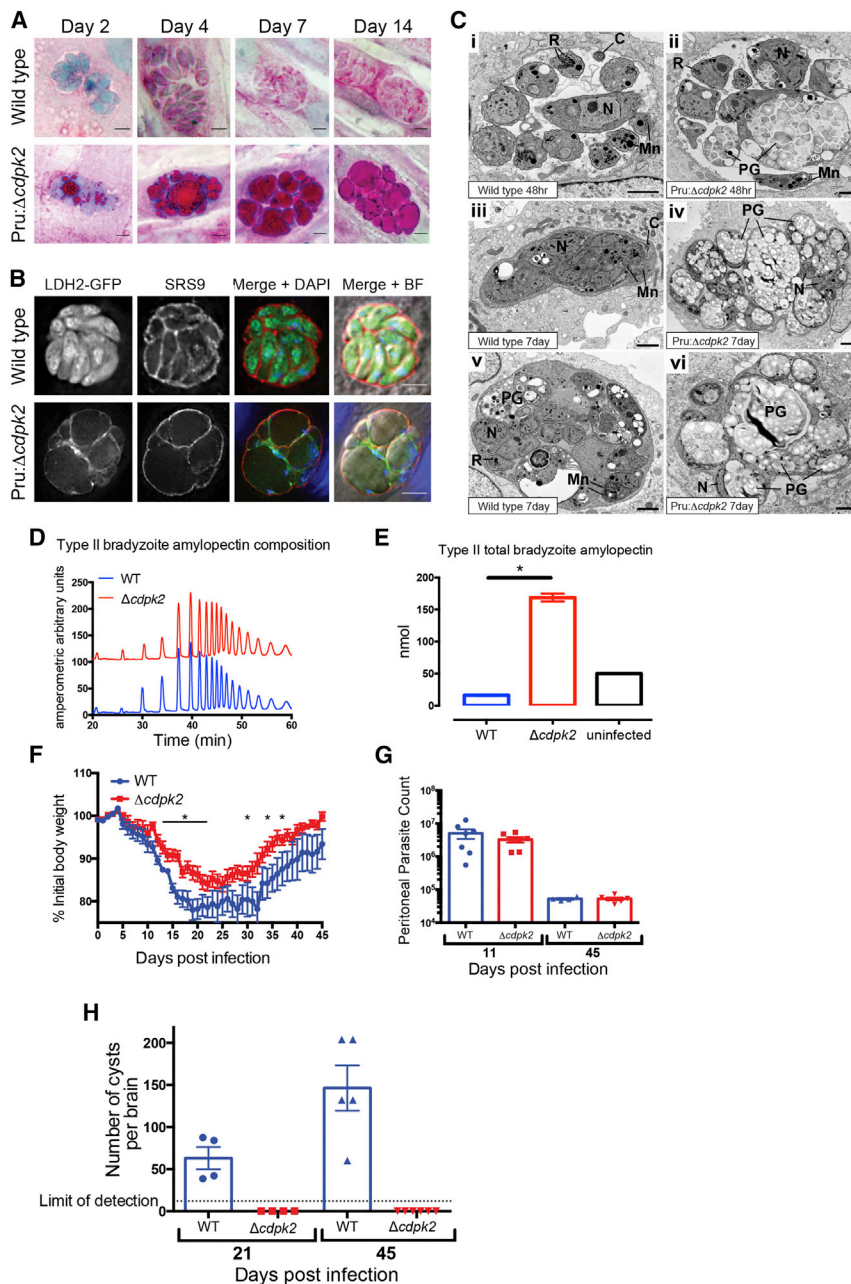 A
Day 2 Day 4 Day 7 Day 14
Wild type
Pru:Δcdpk2
B
LDH2-GFP SRS9 Merge + DAPI Merge + BF
Wild type
Pru:Δcdpk2
C
i
R
C
N
Mn
Wild type 48hr
ii
R
N
PG
Mn
Pru:Δcdpk2 48hr
iii
N
C
Mn
Wild type 7day
iv
PG
N
Pru:Δcdpk2 7day
v
PG
N
R
Mn
Wild type 7day
vi
PG
N
PG
Pru:Δcdpk2 7day
D
Type II bradyzoite amylopectin composition
WT
Δcdpk2
amperometric arbitrary units
250
200
150
100
100
50
0
20 30 40 50 60
Time (min)
E
Type II total bradyzoite amylopectin
*
nmol
200
150
100
50
0
WT Δcdpk2 uninfected
F
WT
Δcdpk2
% Initial body weight
110
100
90
80
* * * *
0 5 10 15 20 25 30 35 40 45
Days post infection
G
Peritoneal Parasite Count
10⁸
10⁷
10⁶
10⁵
10⁴
WT Δcdpk2 WT Δcdpk2
11 45
Days post infection
H
Number of cysts
per brain
200
150
100
50
0
Limit of detection
WT Δcdpk2 WT Δcdpk2
21 45
Days post infection